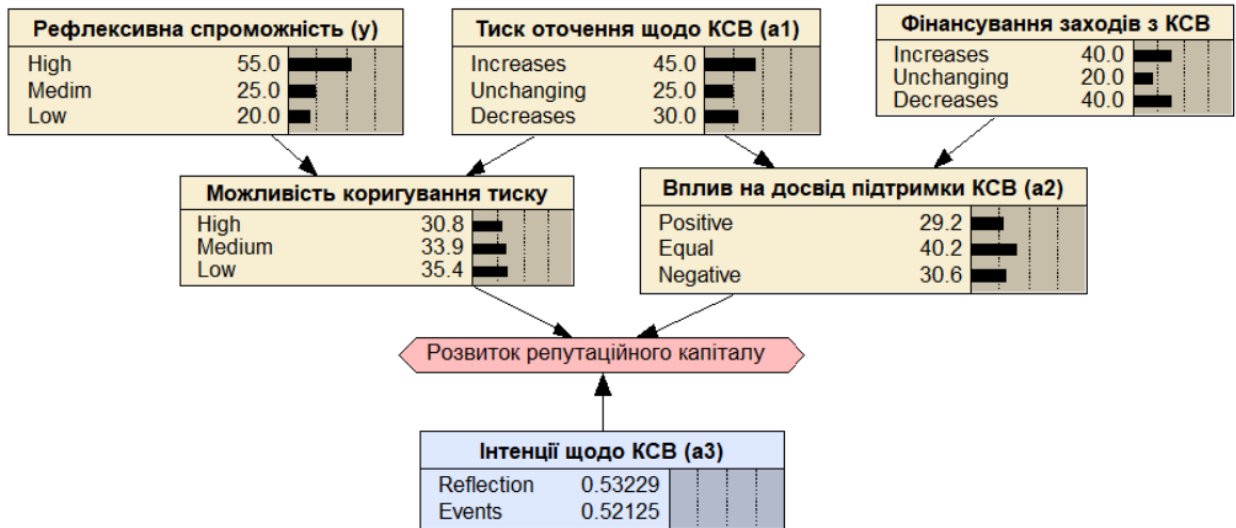 Рефлексивна спроможність (y)
High 55.0
Medim 25.0
Low 20.0
Тиск оточення щодо КСВ (a1)
Increases 45.0
Unchanging 25.0
Decreases 30.0
Фінансування заходів з КСВ
Increases 40.0
Unchanging 20.0
Decreases 40.0
Можливість коригування тиску
High 30.8
Medium 33.9
Low 35.4
Вплив на досвід підтримки КСВ (a2)
Positive 29.2
Equal 40.2
Negative 30.6
Розвиток репутаційного капіталу
Інтенції щодо КСВ (a3)
Reflection 0.53229
Events 0.52125